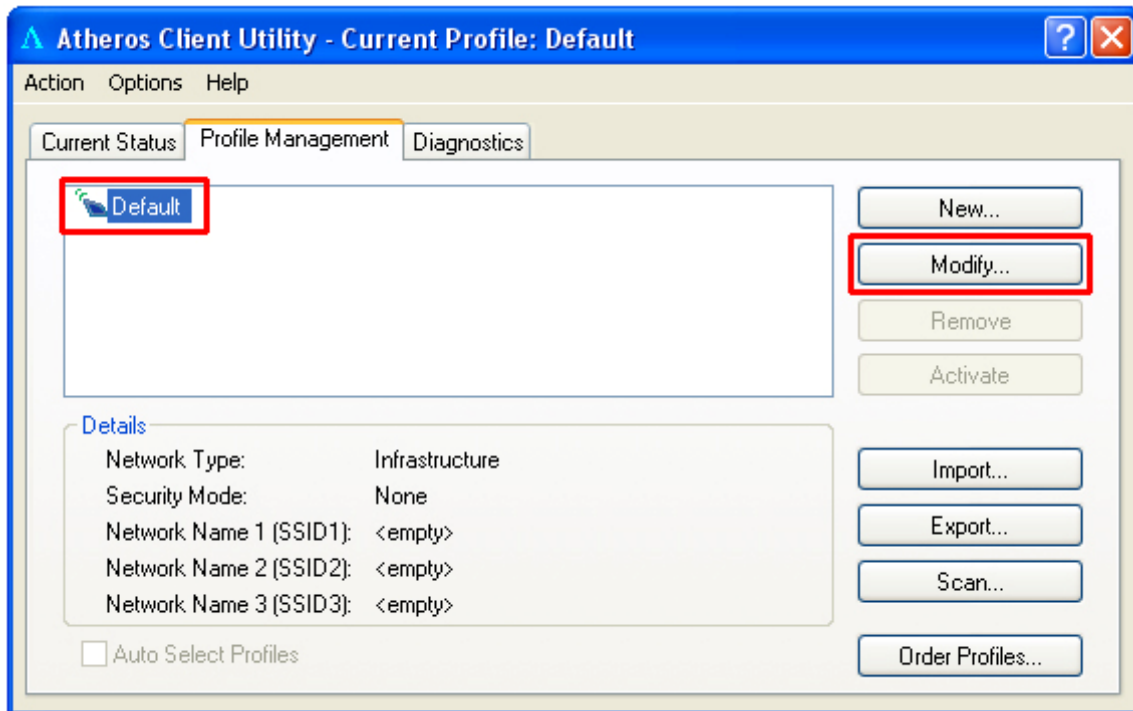 Atheros Client Utility - Current Profile: Default
Action Options Help
Current Status Profile Management Diagnostics
Default
New...
Modify...
Remove
Activate
Details
Network Type: Infrastructure
Security Mode: None
Network Name 1 (SSID1): <empty>
Network Name 2 (SSID2): <empty>
Network Name 3 (SSID3): <empty>
Import...
Export...
Scan...
Auto Select Profiles
Order Profiles...